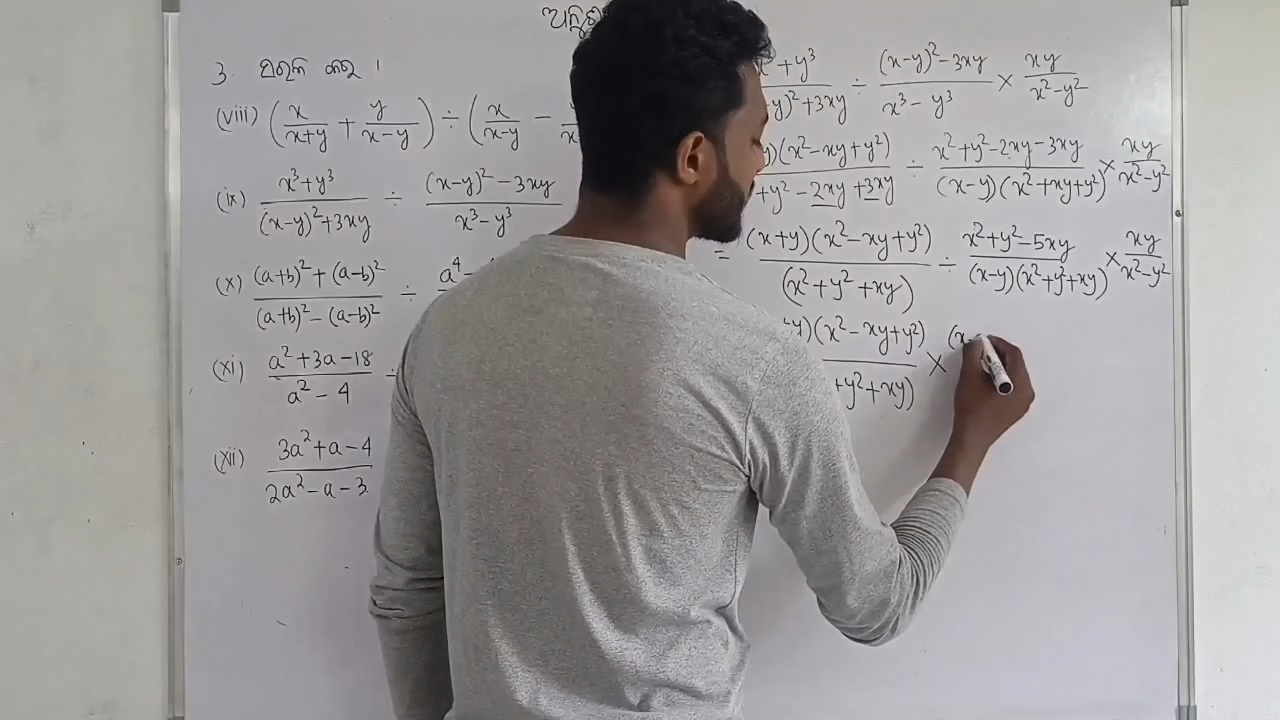 3. ସରଳ କର ।
(viii) (x/(x+y) + y/(x-y)) ÷ (x/(x-y) -
(ix) (x³+y³)/((x-y)²+3xy) ÷ ((x-y)²-3xy)/(x³-y³)
(x) ((a+b)²+(a-b)²)/((a+b)²-(a-b)²) ÷ a⁴-
(xi) (a²+3a-18)/(a²-4) ÷
(xii) (3a²+a-4)/(2a²-a-3)
x³+y³/ y)²+3xy ÷ ((x-y)²-3xy)/(x³-y³) × xy/(x²-y²)
y)(x²-xy+y²)/ +y²-2xy+3xy ÷ (x²+y²-2xy-3xy)/((x-y)(x²+xy+y²)) × xy/(x²-y²)
= ((x+y)(x²-xy+y²))/((x²+y²+xy)) ÷ (x²+y²-5xy)/((x-y)(x²+y²+xy)) × xy/(x²-y²)
+y)(x²-xy+y²)/ +y²+xy) × (x-